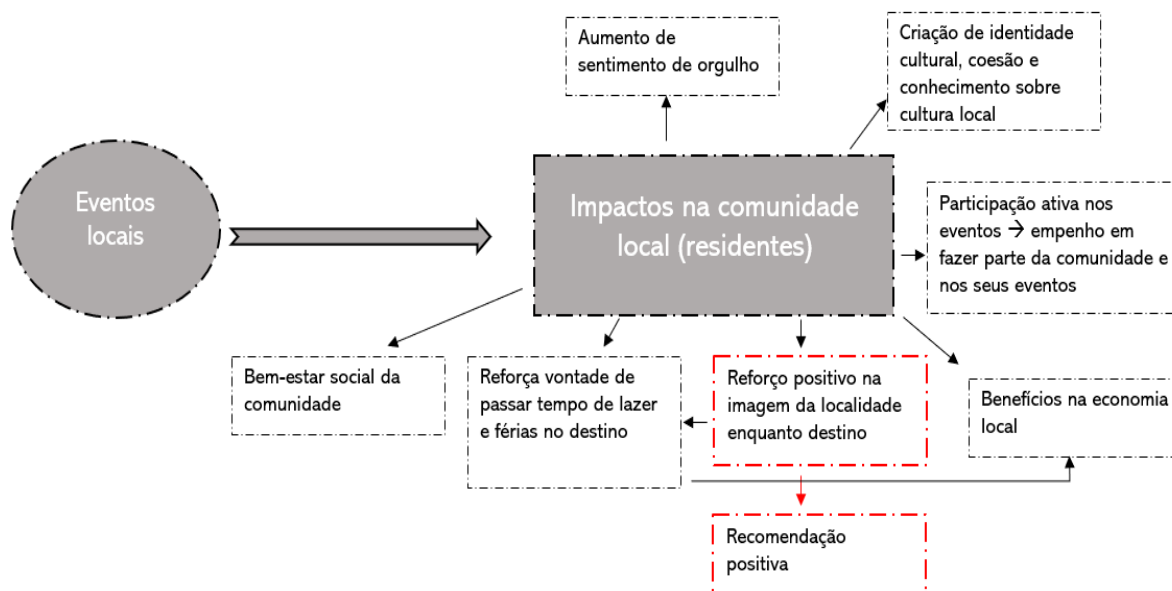 Aumento de
sentimento de orgulho
Criação de identidade
cultural, coesão e
conhecimento sobre
cultura local
Eventos
locais
Impactos na comunidade
local (residentes)
Participação ativa nos
eventos → empenho em
fazer parte da comunidade e
nos seus eventos
Bem-estar social da
comunidade
Reforça vontade de
passar tempo de lazer
e férias no destino
Reforço positivo na
imagem da localidade
enquanto destino
Benefícios na economia
local
Recomendação
positiva